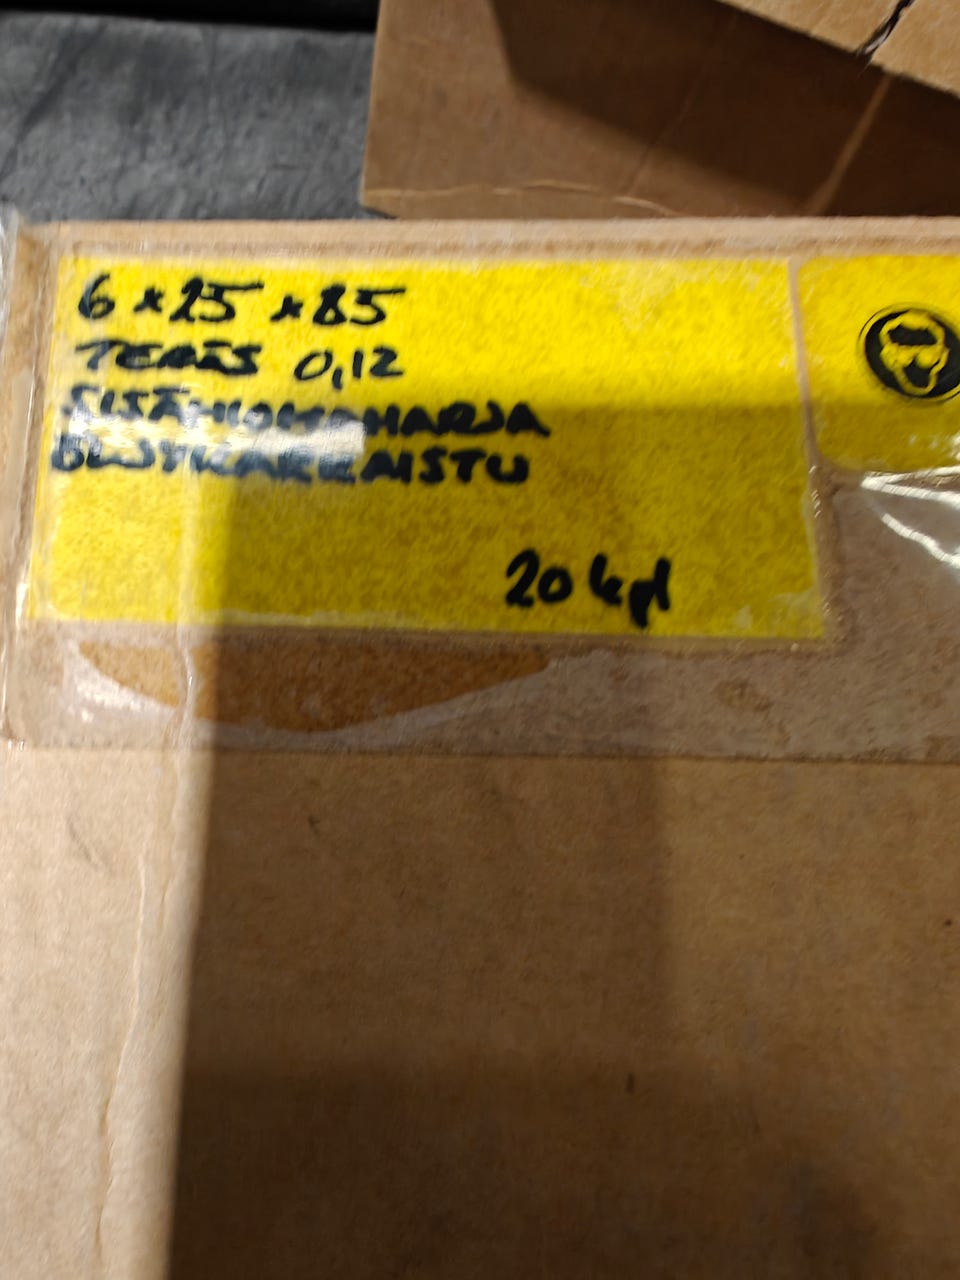 6 x 25 x 85
TERÄS 0,12
SISÄHIOMAHARJA
ÖLJYKARKAISTU
20 kpl